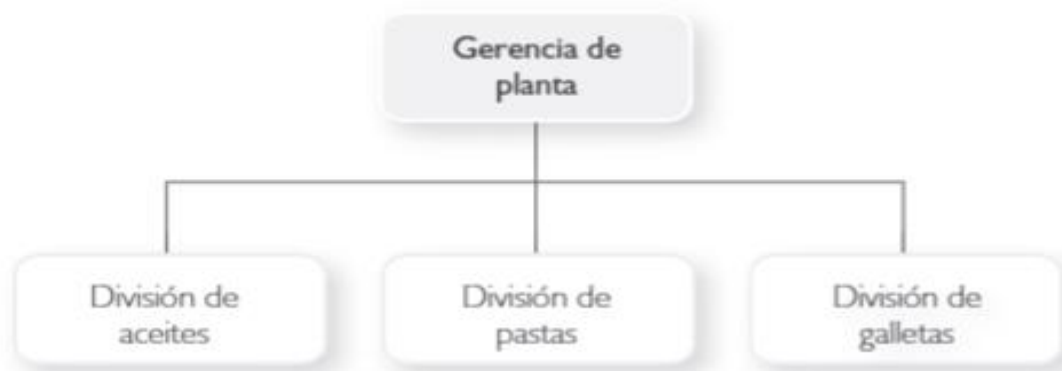 Gerencia de
planta
División de
aceites
División de
pastas
División de
galletas